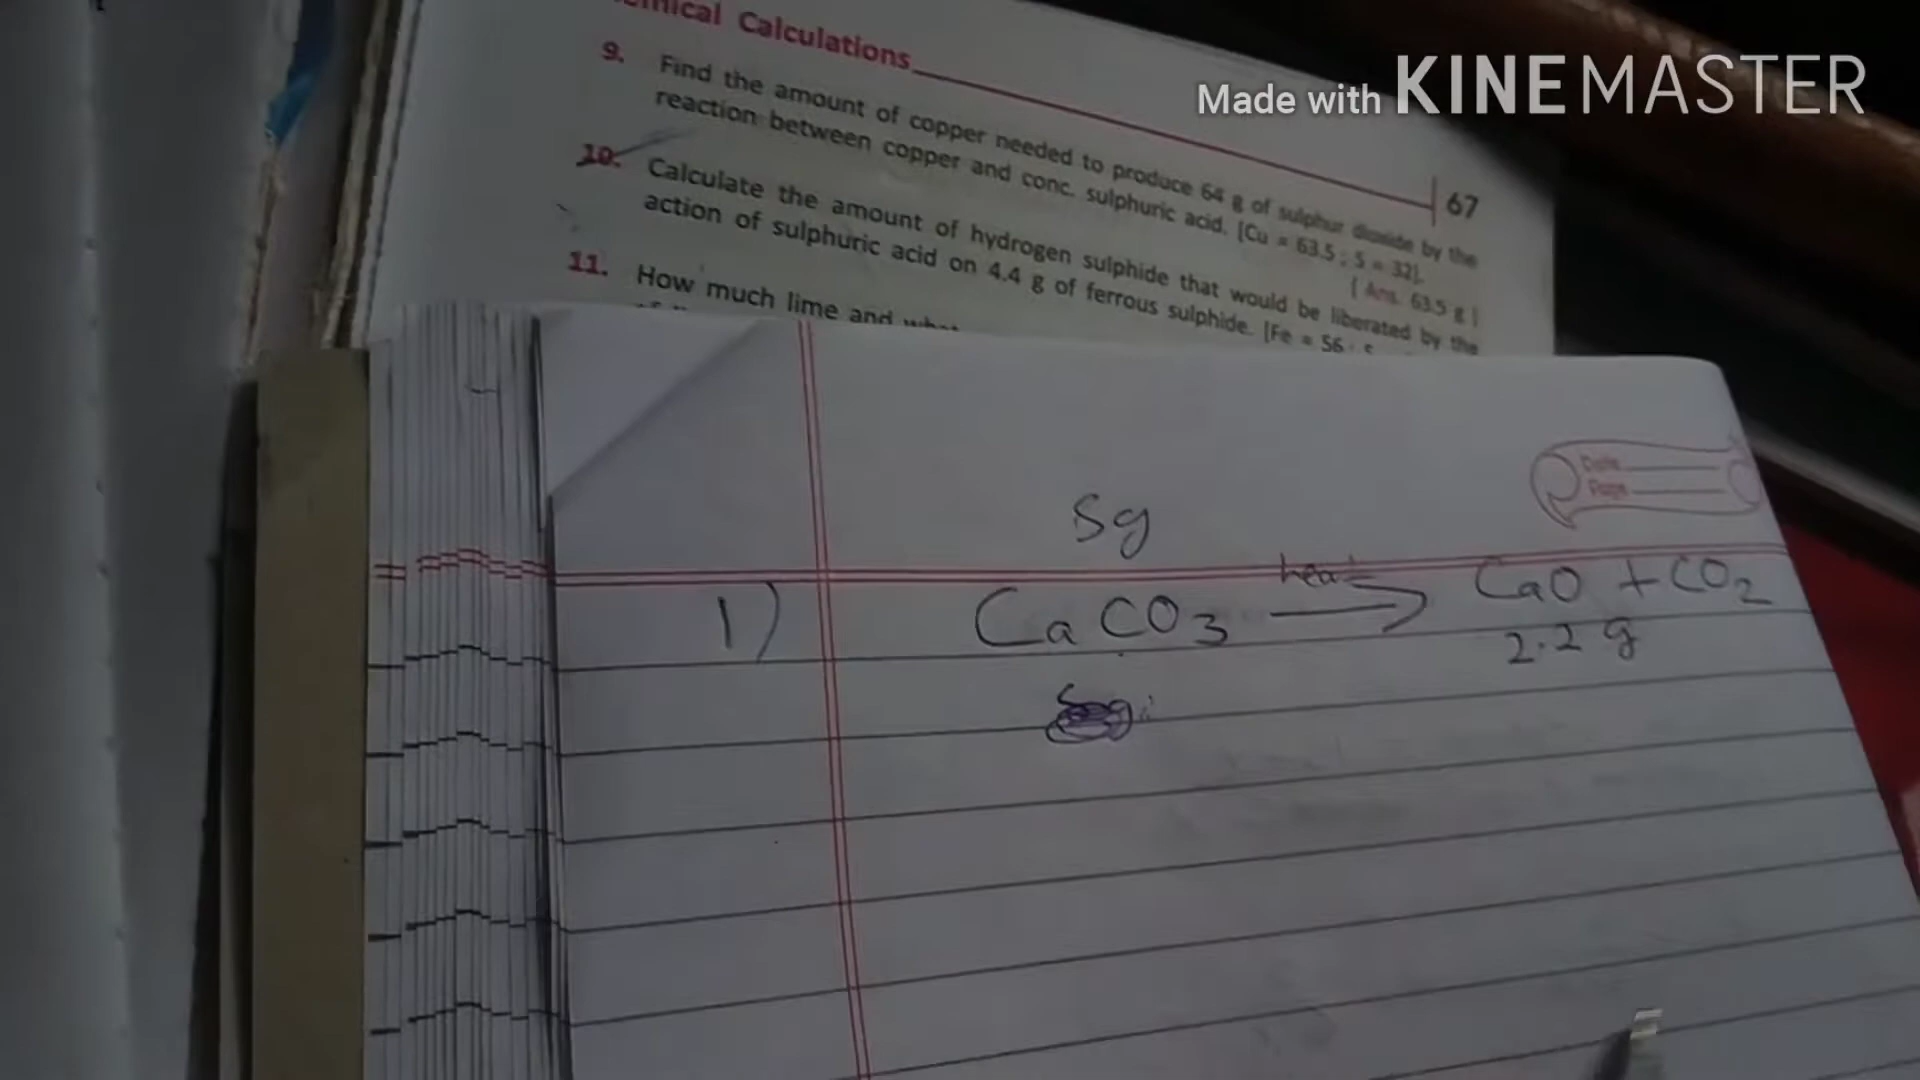 emical Calculations
Made with KINEMASTER
67
9. Find the amount of copper needed to produce 64 g of sulphur dioxide by the
reaction between copper and conc. sulphuric acid. [Cu = 63.5 ; S = 32].
[ Ans. 63.5 g ]
10. Calculate the amount of hydrogen sulphide that would be liberated by the
action of sulphuric acid on 4.4 g of ferrous sulphide. [Fe = 56 ; S
11. How much lime and what
Date
Page
5g
1) CaCO3 heat → CaO + CO2
2.2 g